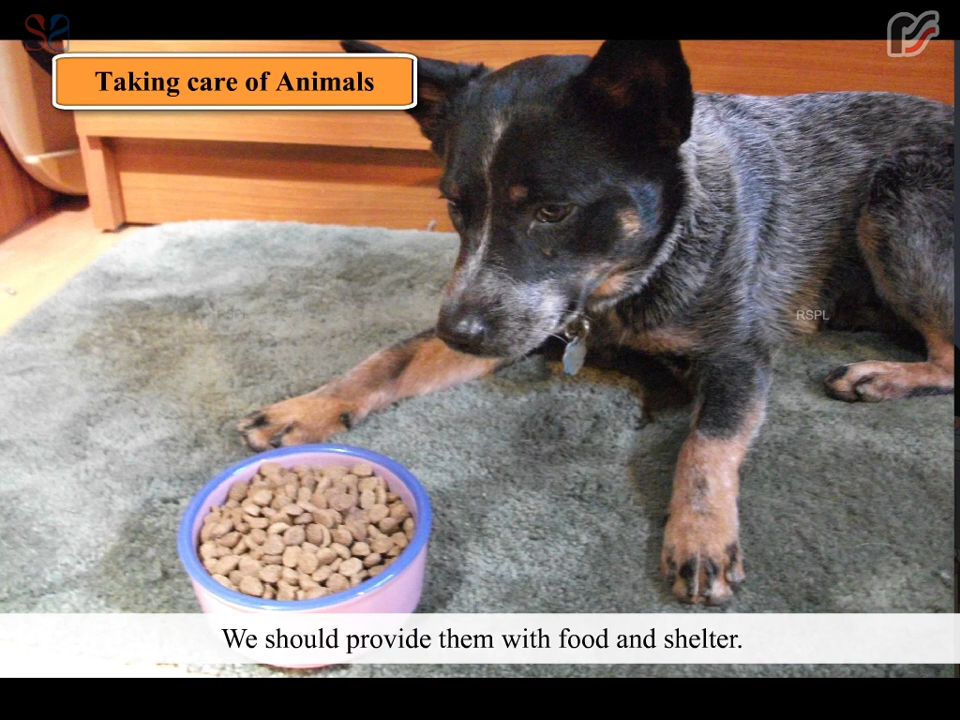 Taking care of Animals
RSPL
We should provide them with food and shelter.